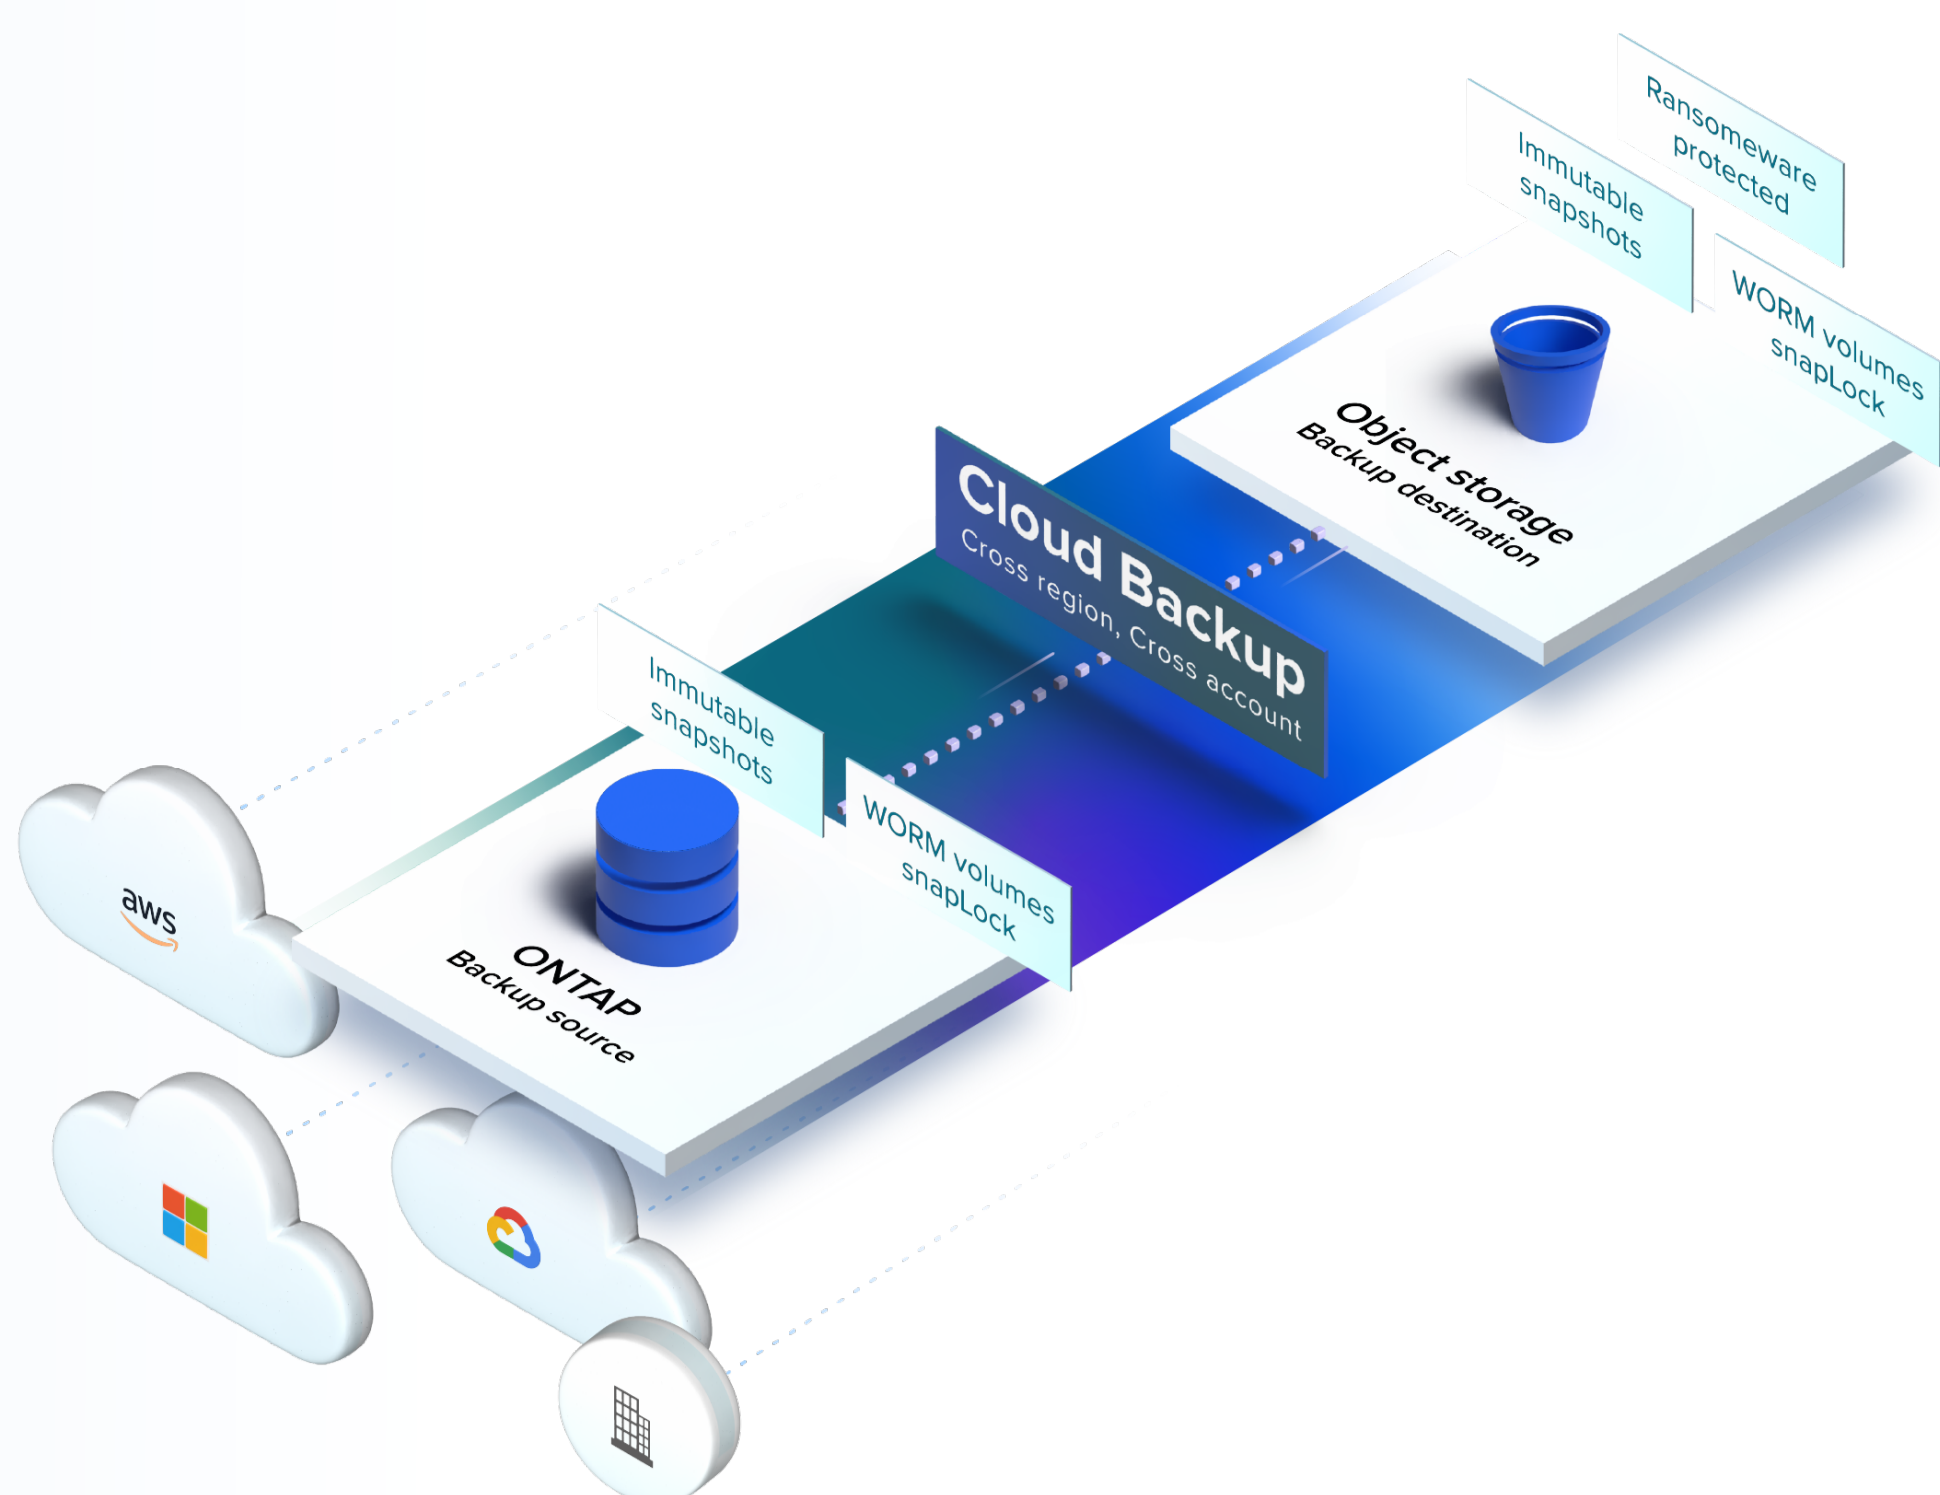 Ransomeware
protected
Immutable
snapshots
WORM volumes
snapLock
Object storage
Backup destination
Cloud Backup
Cross region, Cross account
Immutable
snapshots
WORM volumes
snapLock
ONTAP
Backup source
aws